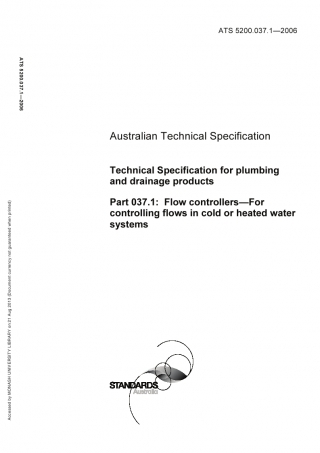 ATS 5200.037.1—2006
ATS 5200.037.1—2006
Australian Technical Specification
Technical Specification for plumbing
and drainage products
Part 037.1: Flow controllers—For
controlling flows in cold or heated water
systems
Accessed by MONASH UNIVERSITY LIBRARY on 21 Aug 2010 (Document currency not guaranteed when printed)
STANDARDS
Australia